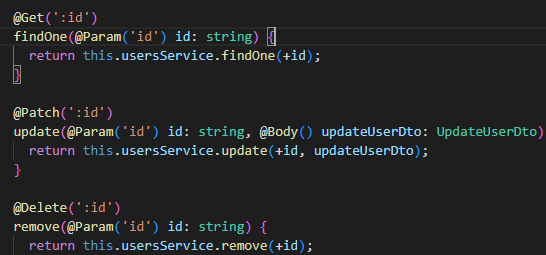 @Get(':id')
findOne(@Param('id') id: string) {
return this.usersService.findOne(+id);
}
@Patch(':id')
update(@Param('id') id: string, @Body() updateUserDto: UpdateUserDto)
return this.usersService.update(+id, updateUserDto);
}
@Delete(':id')
remove(@Param('id') id: string) {
return this.usersService.remove(+id);